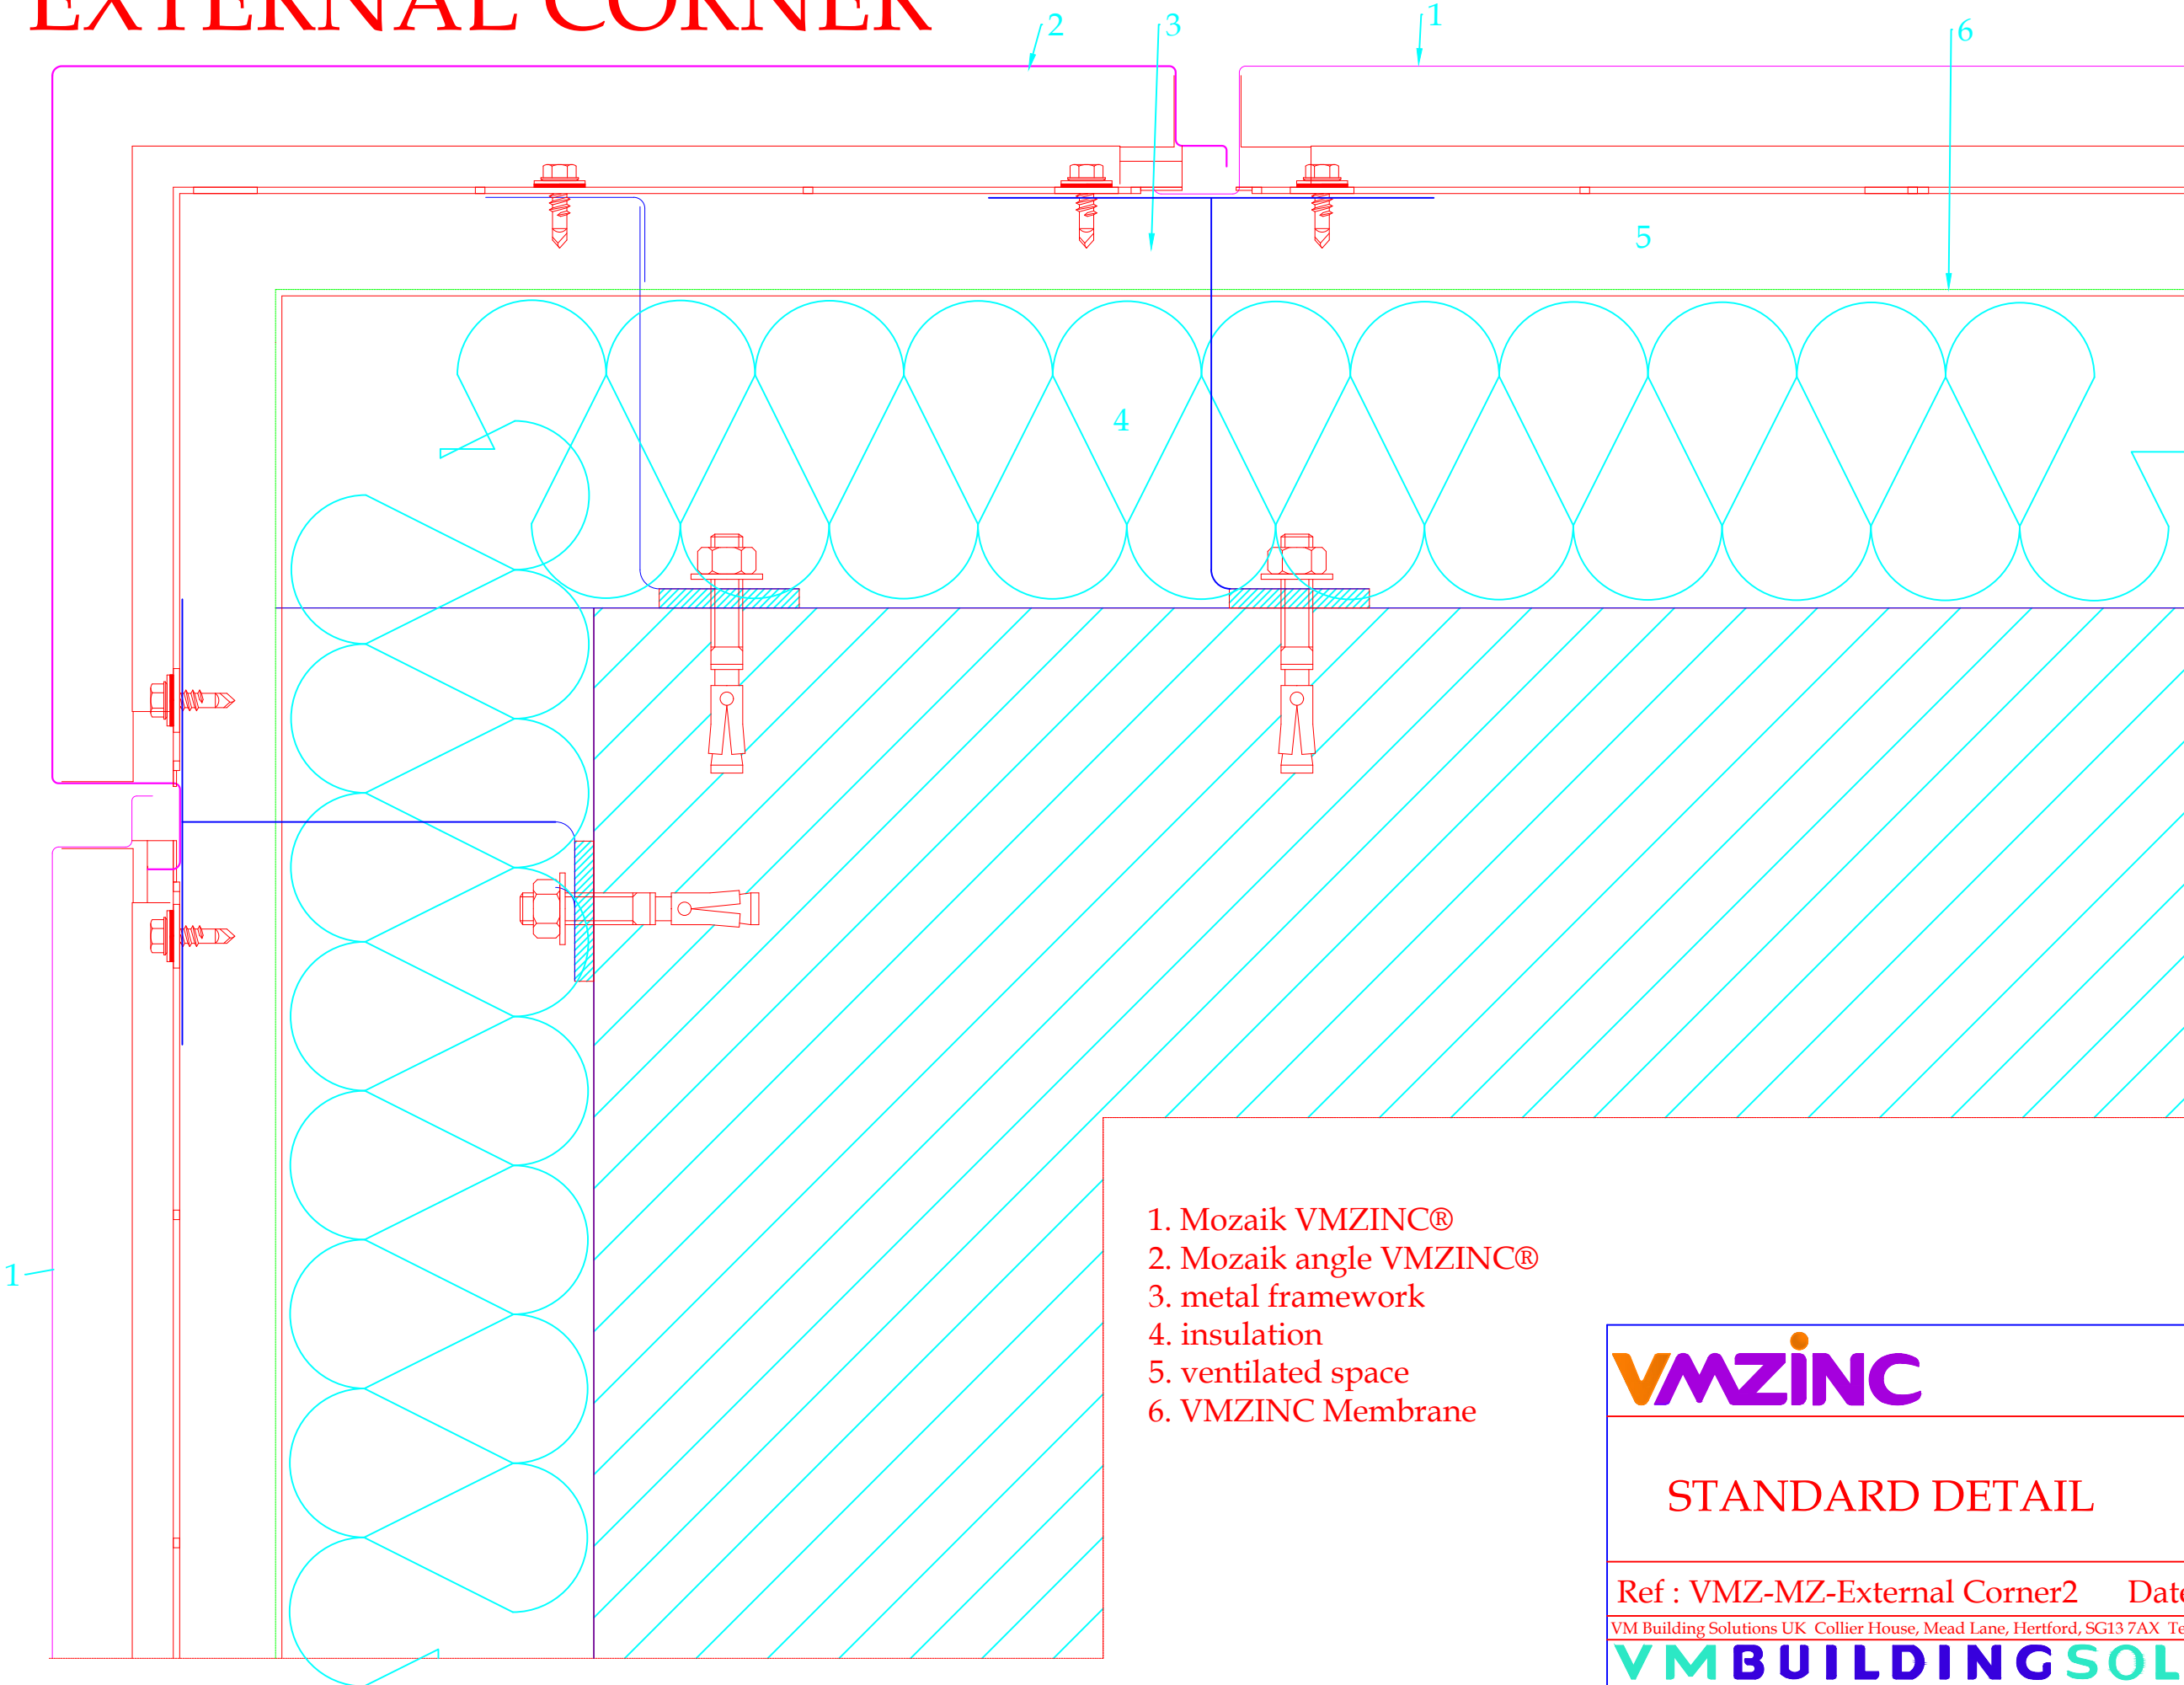 EXTERNAL CORNER
2
3
1
6
5
4
1
1. Mozaik VMZINC®
2. Mozaik angle VMZINC®
3. metal framework
4. insulation
5. ventilated space
6. VMZINC Membrane
VMZINC
STANDARD DETAIL
Ref : VMZ-MZ-External Corner2 Date
VM Building Solutions UK Collier House, Mead Lane, Hertford, SG13 7AX Te
VMBUILDINGSOL